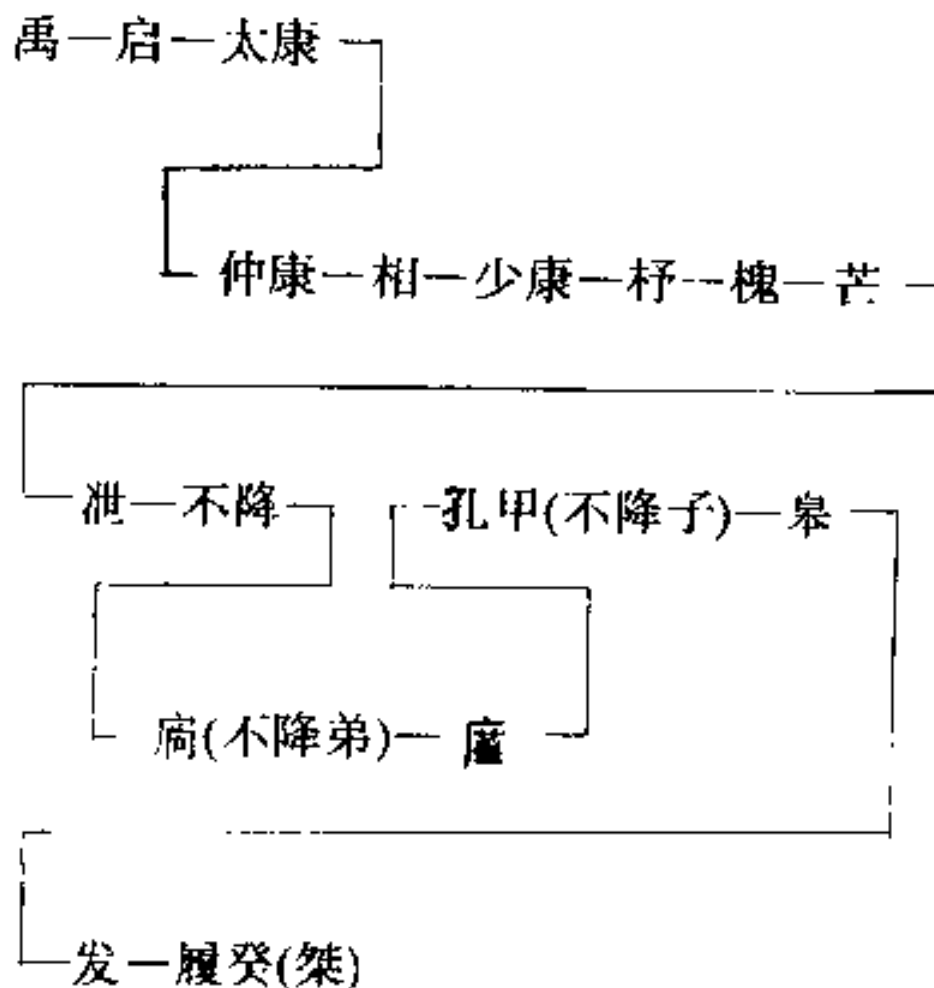 禹—启—太康
仲康—相—少康—杼—槐—芒
泄—不降 孔甲(不降子)—皋
扃(不降弟)—廑
发—履癸(桀)